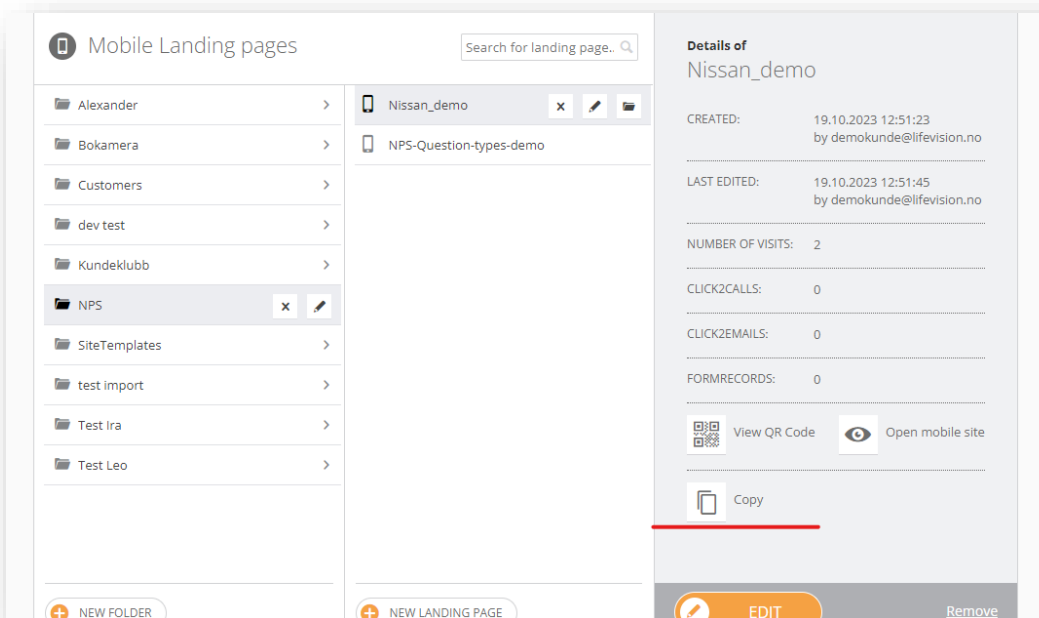 Mobile Landing pages
Search for landing page..
Alexander
Bokamera
Customers
dev test
Kundeklubb
NPS
SiteTemplates
test import
Test Ira
Test Leo
NEW FOLDER
Nissan_demo
NPS-Question-types-demo
NEW LANDING PAGE
Details of
Nissan_demo
CREATED: 19.10.2023 12:51:23
by demokunde@lifevision.no
LAST EDITED: 19.10.2023 12:51:45
by demokunde@lifevision.no
NUMBER OF VISITS: 2
CLICK2CALLS: 0
CLICK2EMAILS: 0
FORMRECORDS: 0
View QR Code
Open mobile site
Copy
EDIT
Remove